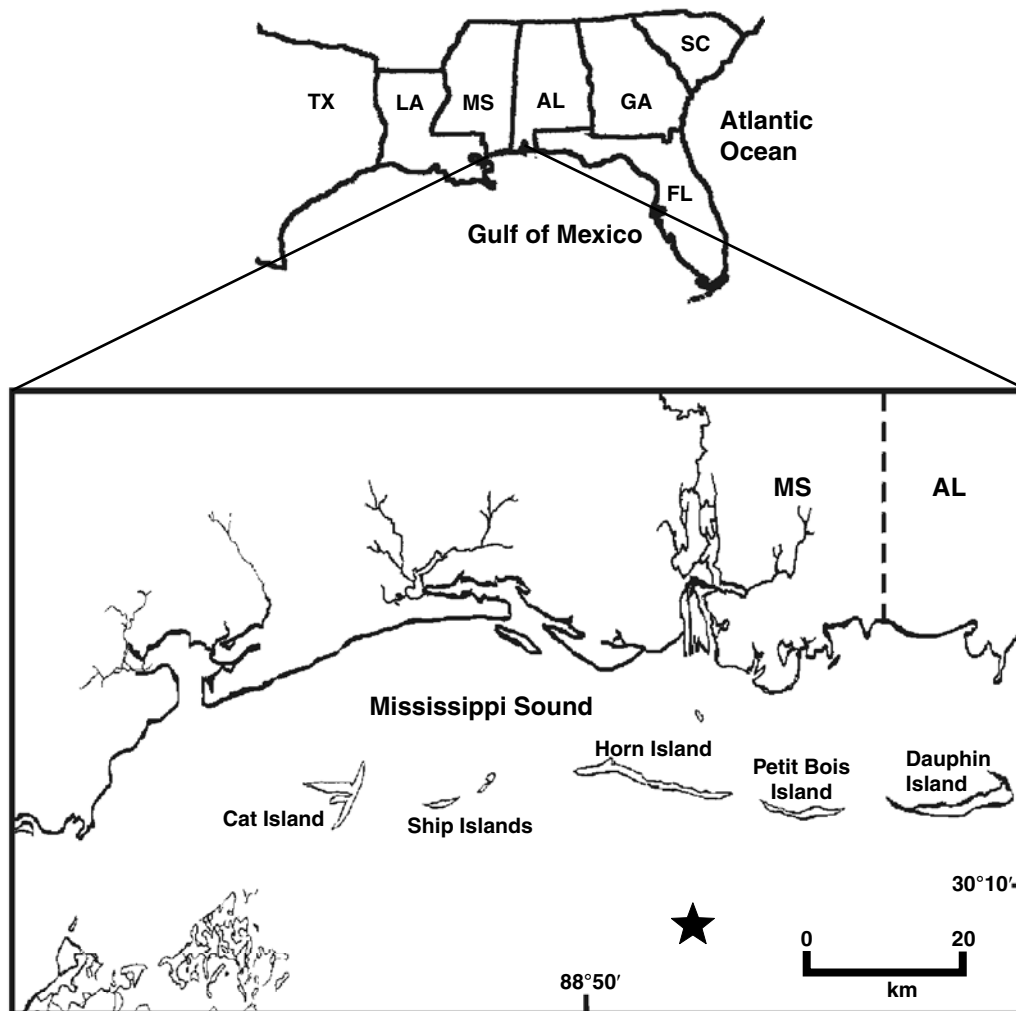 SC
TX
LA
MS
AL
GA
Atlantic
Ocean
FL
Gulf of Mexico
MS
AL
Mississippi Sound
Horn Island
Petit Bois
Island
Dauphin
Island
Cat Island
Ship Islands
30°10′
0
20
km
88°50′